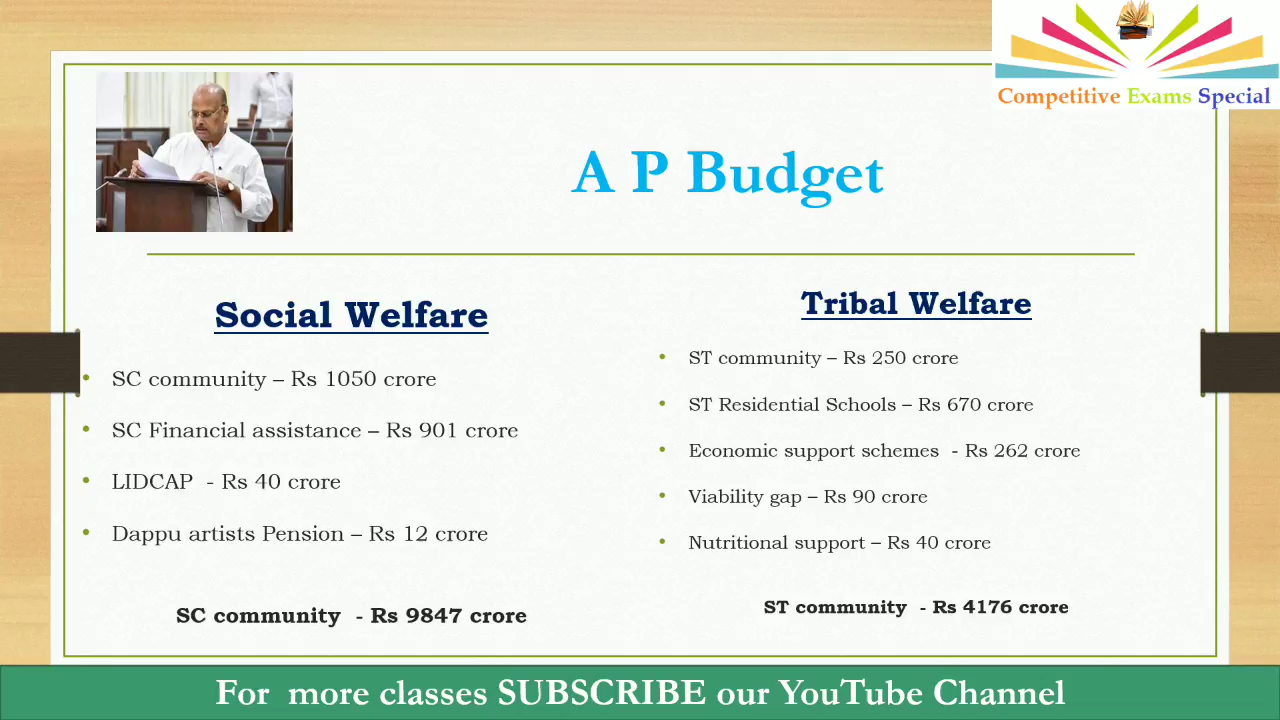 Competitive Exams Special
A P Budget
Social Welfare
• SC community – Rs 1050 crore
• SC Financial assistance – Rs 901 crore
• LIDCAP - Rs 40 crore
• Dappu artists Pension – Rs 12 crore
SC community - Rs 9847 crore
Tribal Welfare
• ST community – Rs 250 crore
• ST Residential Schools – Rs 670 crore
• Economic support schemes - Rs 262 crore
• Viability gap – Rs 90 crore
• Nutritional support – Rs 40 crore
ST community - Rs 4176 crore
For more classes SUBSCRIBE our YouTube Channel